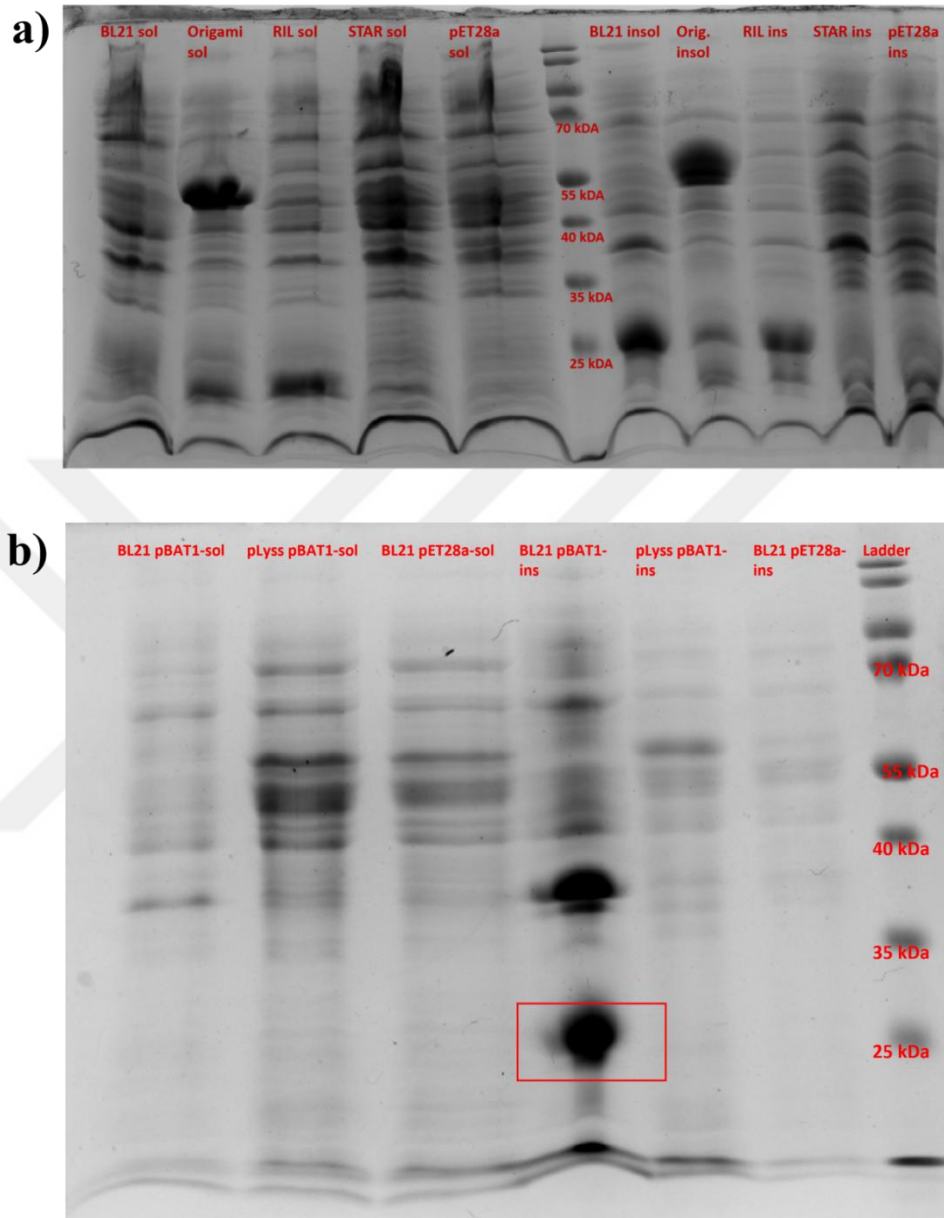 a)
BL21 sol Origami RIL sol STAR sol pET28a BL21 insol Orig. RIL ins STAR ins pET28a
sol sol insol ins
70 kDA
55 kDA
40 kDA
35 kDA
25 kDA
b)
BL21 pBAT1-sol pLyss pBAT1-sol BL21 pET28a-sol BL21 pBAT1- pLyss pBAT1- BL21 pET28a- Ladder
ins ins ins
70 kDa
55 kDa
40 kDa
35 kDa
25 kDa